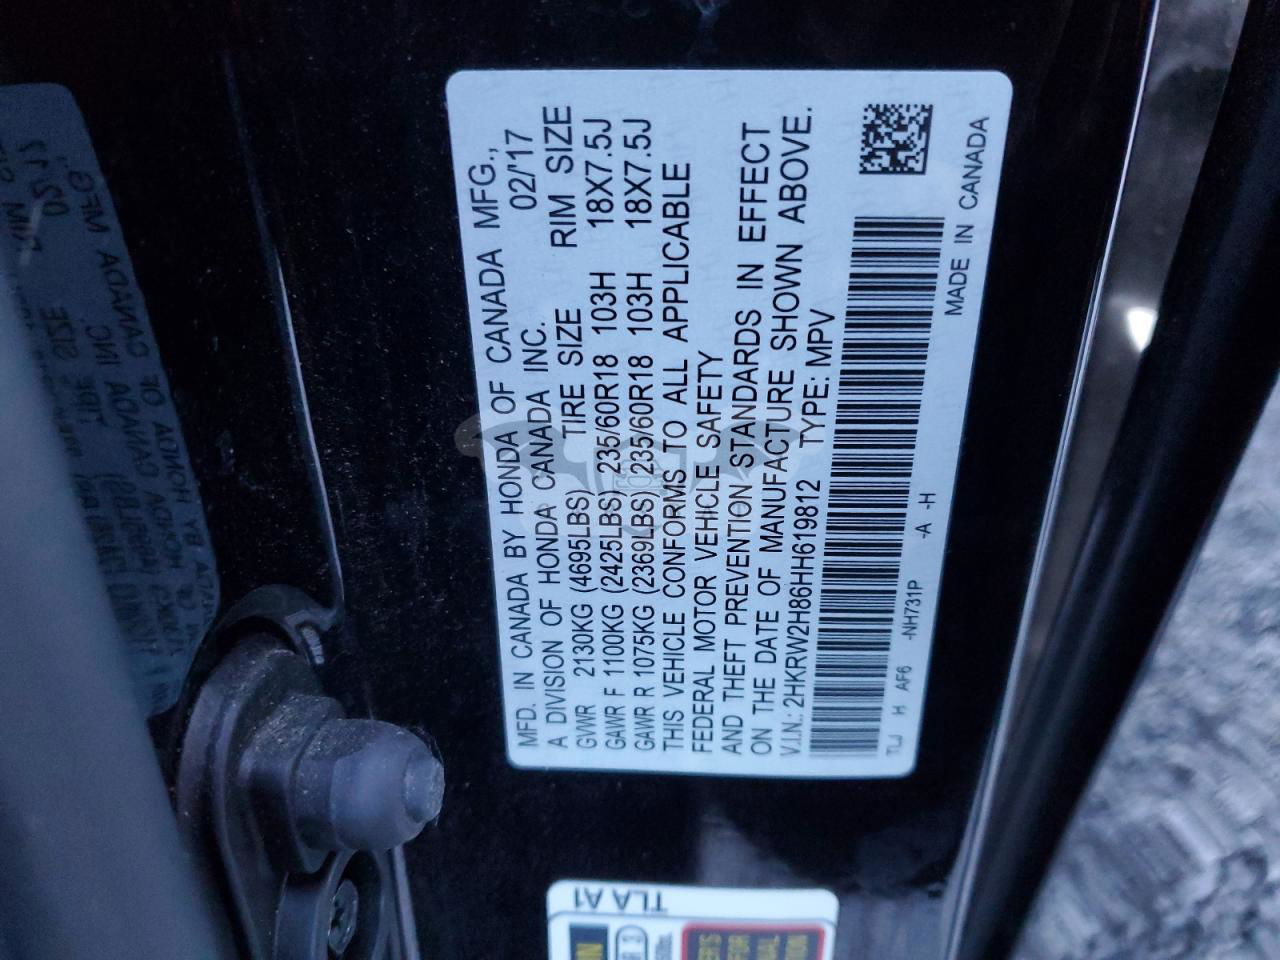 MFD. IN CANADA BY HONDA OF CANADA MFG.,
A DIVISION OF HONDA CANADA INC. 02/'17
GVWR 2130KG (4695LBS) TIRE SIZE RIM SIZE
GAWR F 1100KG (2425LBS) 235/60R18 103H 18X7.5J
GAWR R 1075KG (2369LBS) 235/60R18 103H 18X7.5J
THIS VEHICLE CONFORMS TO ALL APPLICABLE
FEDERAL MOTOR VEHICLE SAFETY
AND THEFT PREVENTION STANDARDS IN EFFECT
ON THE DATE OF MANUFACTURE SHOWN ABOVE.
V.I.N.: 2HKRW2H86HH619812 TYPE: MPV
TLJ H AF6 -NH731P -A -H
MADE IN CANADA
TLA A1